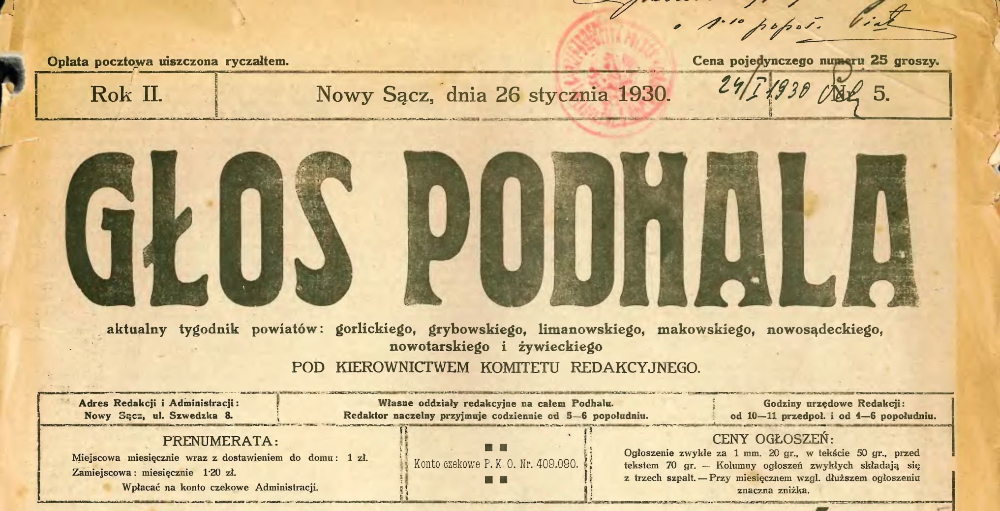 popoł.
Opłata pocztowa uiszczona ryczałtem.
Cena pojedynczego numeru 25 groszy.
Rok II.
Nowy Sącz, dnia 26 stycznia 1930.
24/I 1930
Nr. 5.
GŁOS PODHALA
aktualny tygodnik powiatów: gorlickiego, grybowskiego, limanowskiego, makowskiego, nowosądeckiego,
nowotarskiego i żywieckiego
POD KIEROWNICTWEM KOMITETU REDAKCYJNEGO.
Adres Redakcji i Administracji:
Nowy Sącz, ul. Szwedzka 8.
Własne oddziały redakcyjne na całem Podhalu.
Redaktor naczelny przyjmuje codziennie od 5—6 popołudniu.
Godziny urzędowe Redakcji:
od 10—11 przedpoł. i od 4—6 popołudniu.
PRENUMERATA:
Miejscowa miesięcznie wraz z dostawieniem do domu: 1 zł.
Zamiejscowa: miesięcznie 1·20 zł.
Wpłacać na konto czekowe Administracji.
Konto czekowe P. K. O. Nr. 409.090.
CENY OGŁOSZEŃ:
Ogłoszenie zwykłe za 1 mm. 20 gr., w tekście 50 gr., przed
tekstem 70 gr. — Kolumny ogłoszeń zwykłych składają się
z trzech szpalt. — Przy miesięcznem wzgl. dłuższem ogłoszeniu
znaczna zniżka.